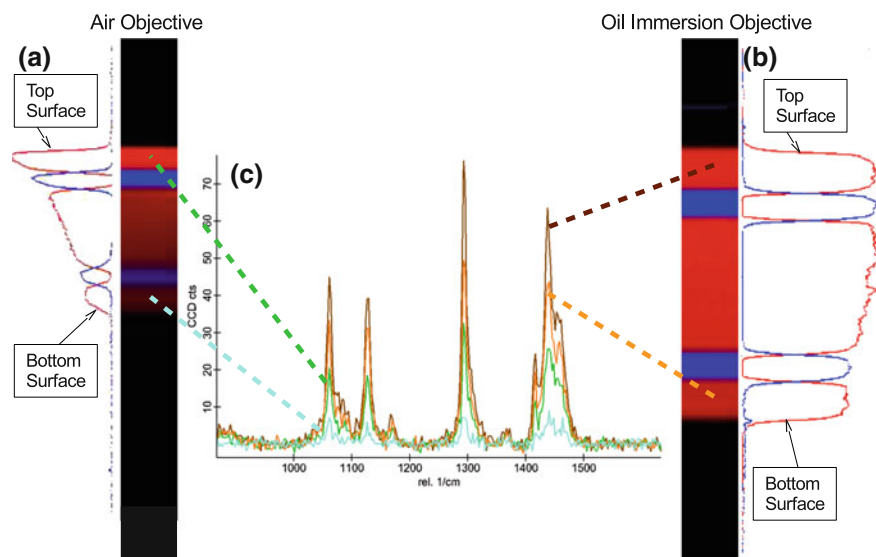 Air Objective
Oil Immersion Objective
(a)
(b)
Top
Surface
Top
Surface
(c)
70
60
50
40
30
20
10
CCD cts
1000
1100
1200
1300
1400
1500
rel. 1/cm
Bottom
Surface
Bottom
Surface